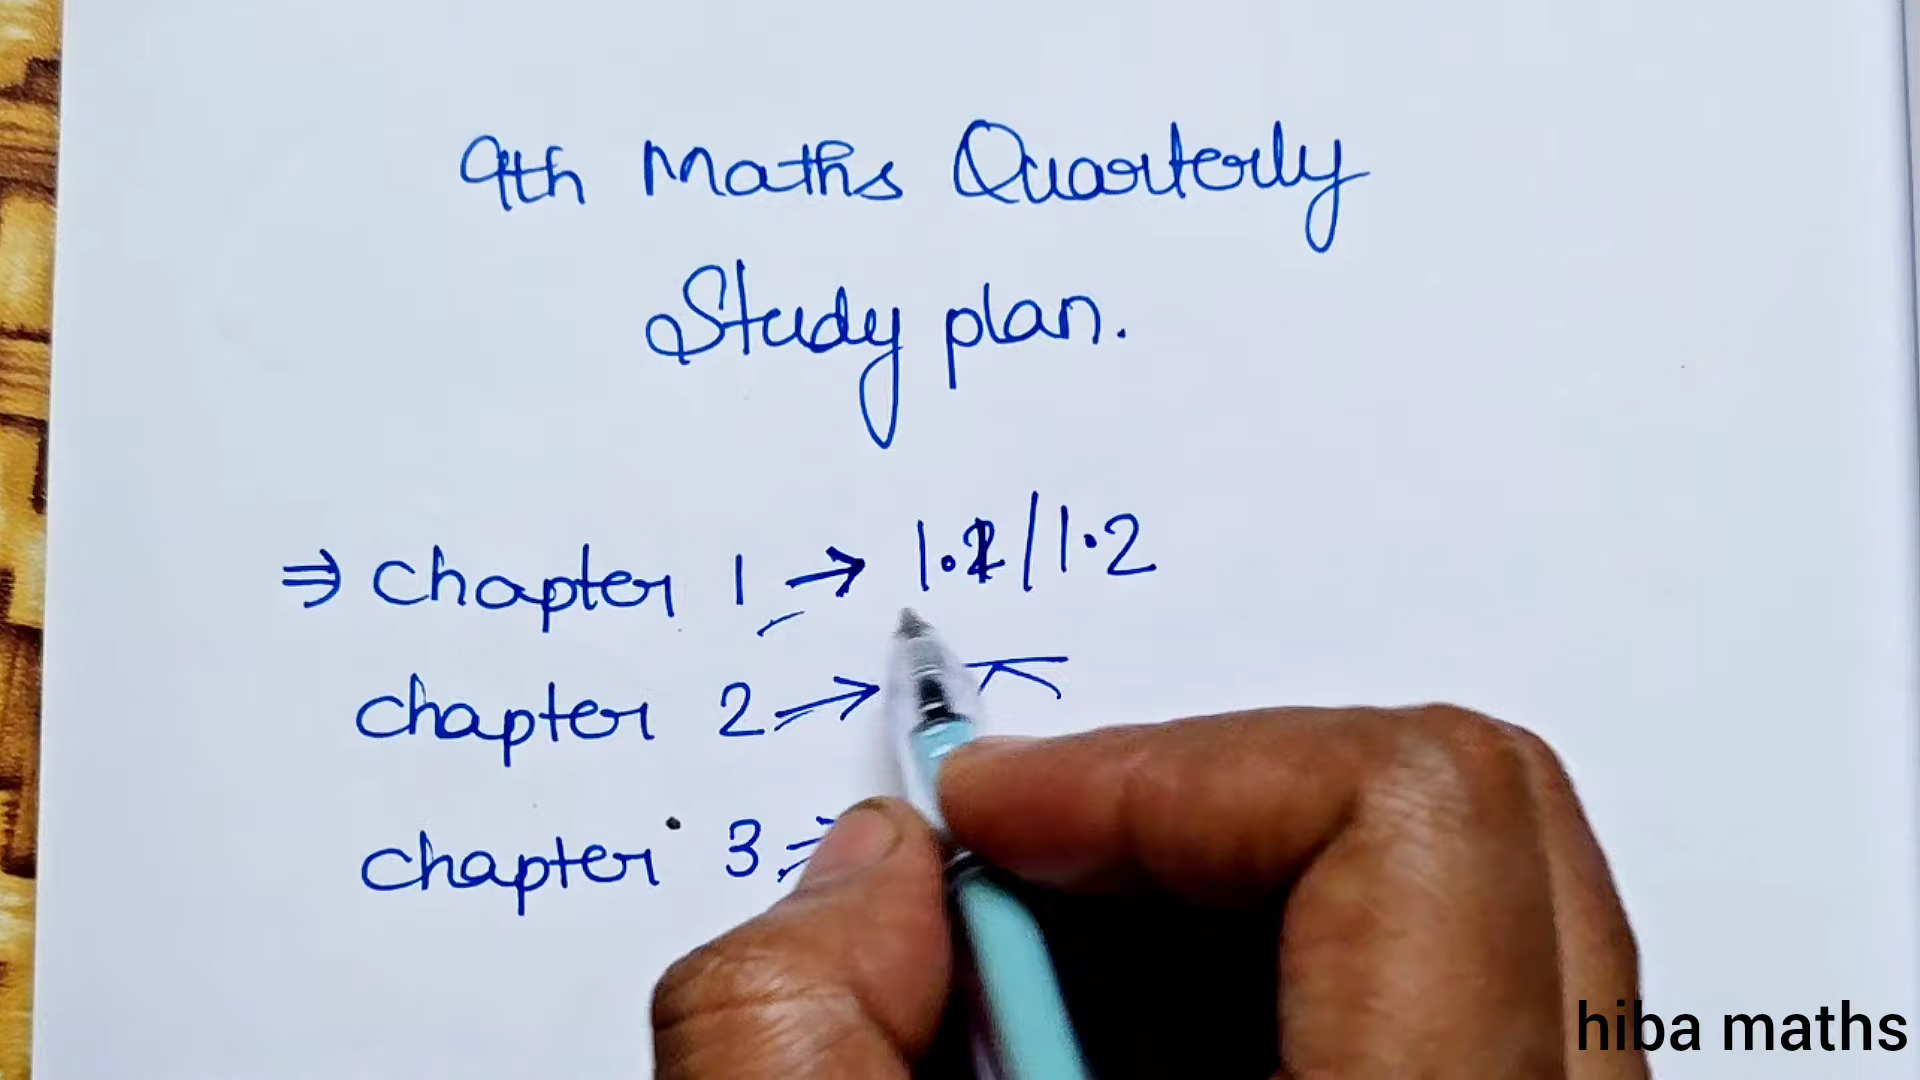 9th Maths Quarterly
Study plan.
⇒ chapter 1 → 1.1/1.2
chapter 2 →
chapter 3 ⇒
hiba maths